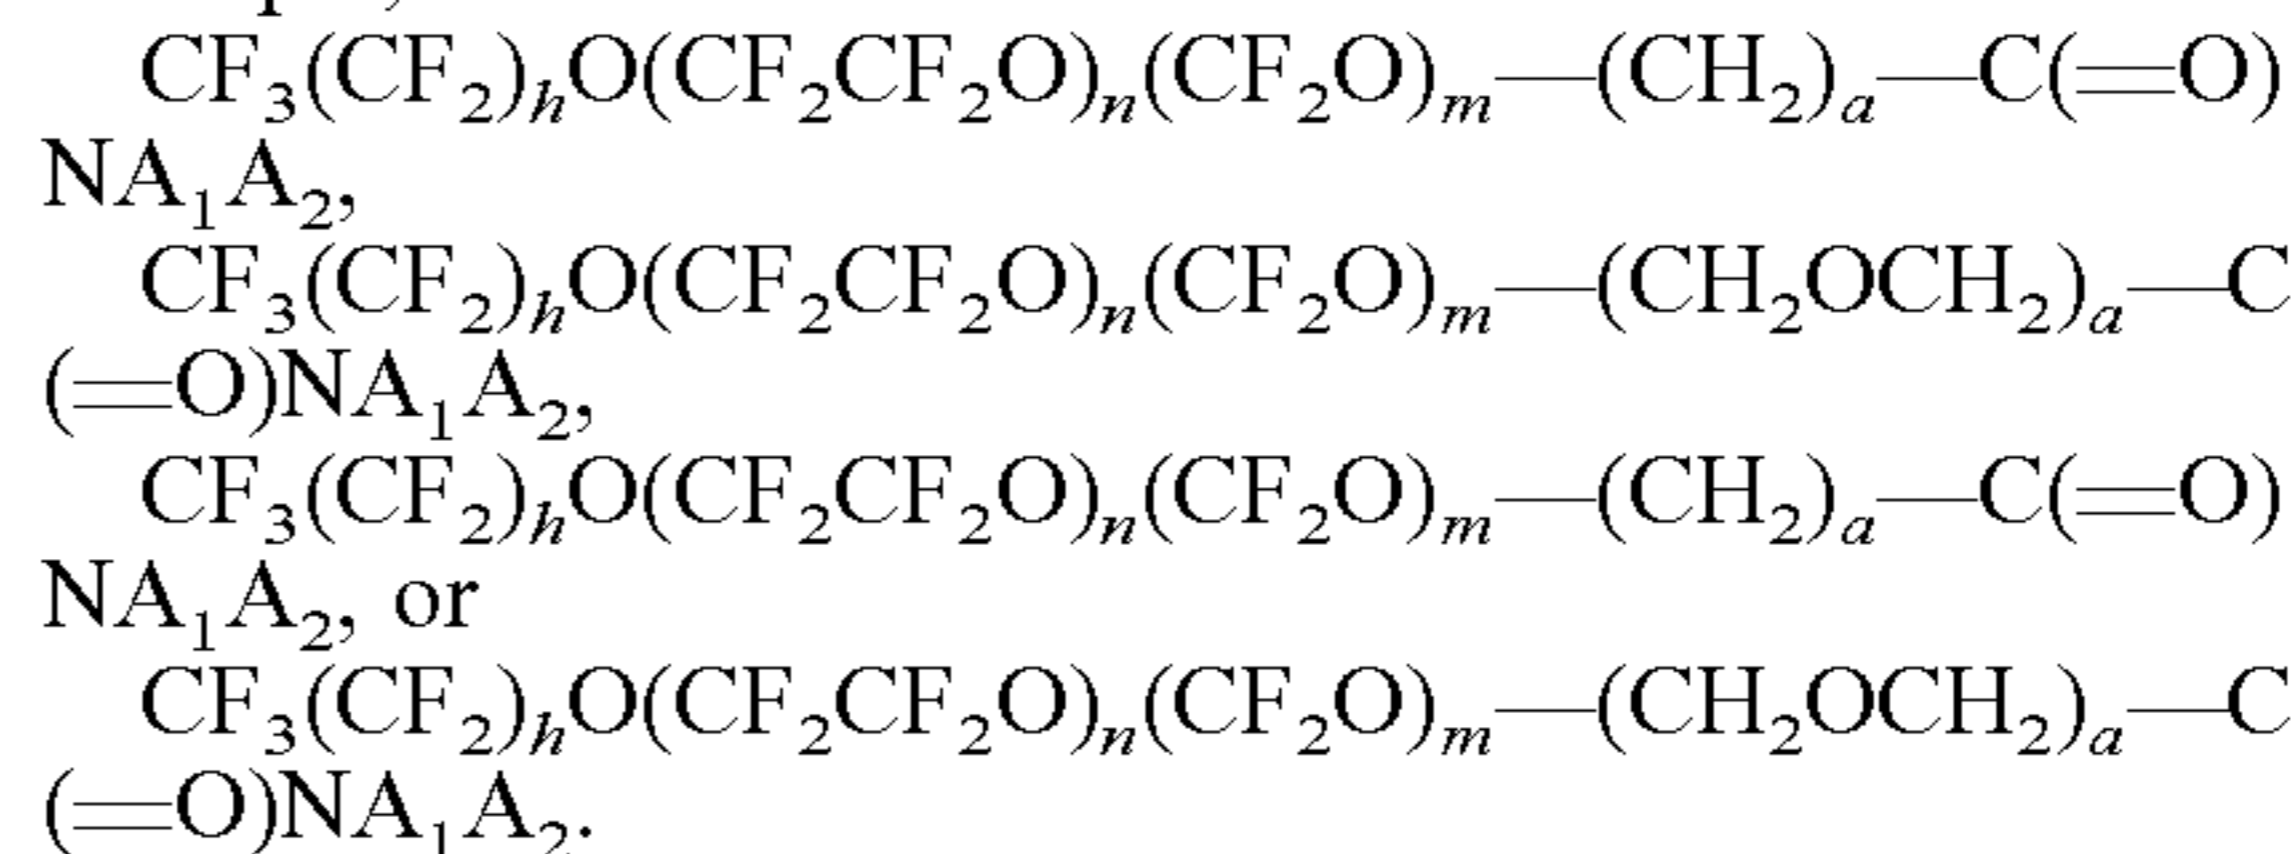 CF₃(CF₂)ₕO(CF₂CF₂O)ₙ(CF₂O)ₘ—(CH₂)ₐ—C(=O)
NA₁A₂,
CF₃(CF₂)ₕO(CF₂CF₂O)ₙ(CF₂O)ₘ—(CH₂OCH₂)ₐ—C
(=O)NA₁A₂,
CF₃(CF₂)ₕO(CF₂CF₂O)ₙ(CF₂O)ₘ—(CH₂)ₐ—C(=O)
NA₁A₂, or
CF₃(CF₂)ₕO(CF₂CF₂O)ₙ(CF₂O)ₘ—(CH₂OCH₂)ₐ—C
(=O)NA₁A₂.